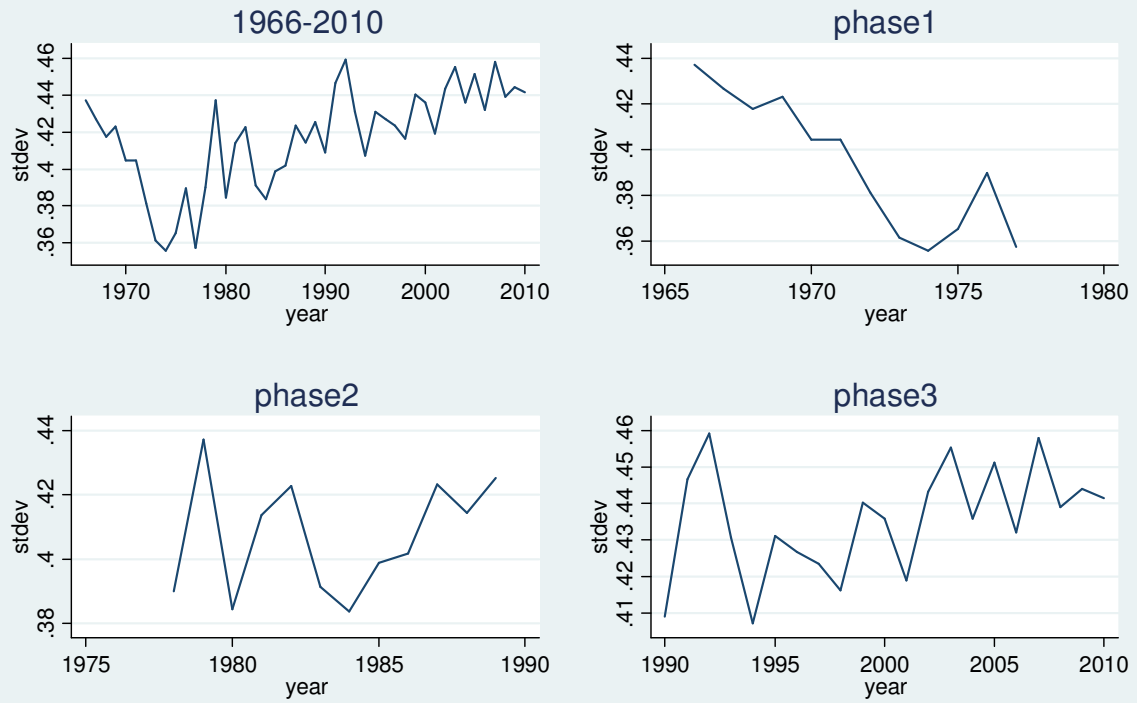 1966-2010
.46
.44
.42
.4
.38
.36
stdev
1970 1980 1990 2000 2010
year
phase1
.44
.42
.4
.38
.36
stdev
1965 1970 1975 1980
year
phase2
.44
.42
.4
.38
stdev
1975 1980 1985 1990
year
phase3
.46
.45
.44
.43
.42
.41
stdev
1990 1995 2000 2005 2010
year